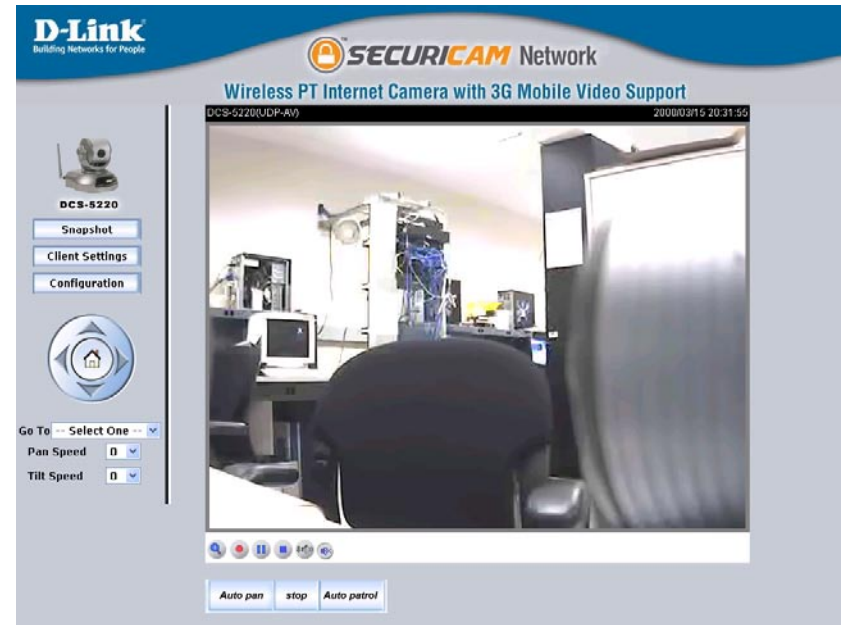 D-Link
Building Networks for People
SECURICAM Network
Wireless PT Internet Camera with 3G Mobile Video Support
DCS-5220(UDP-AV) 2000/03/15 20:31:55
DCS-5220
Snapshot
Client Settings
Configuration
Go To -- Select One --
Pan Speed 0
Tilt Speed 0
Auto pan stop Auto patrol